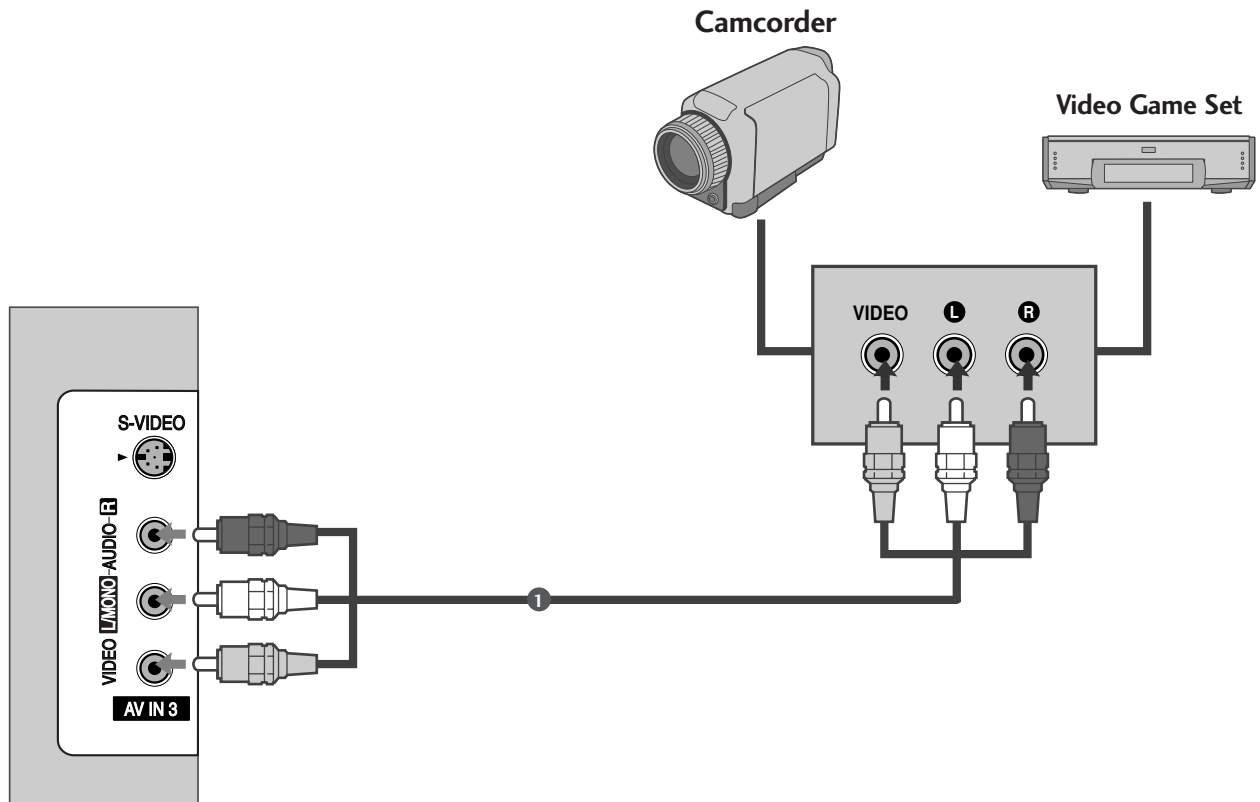 Camcorder
Video Game Set
VIDEO L R
S-VIDEO
VIDEO L/MONO-AUDIO-R
1
AV IN 3